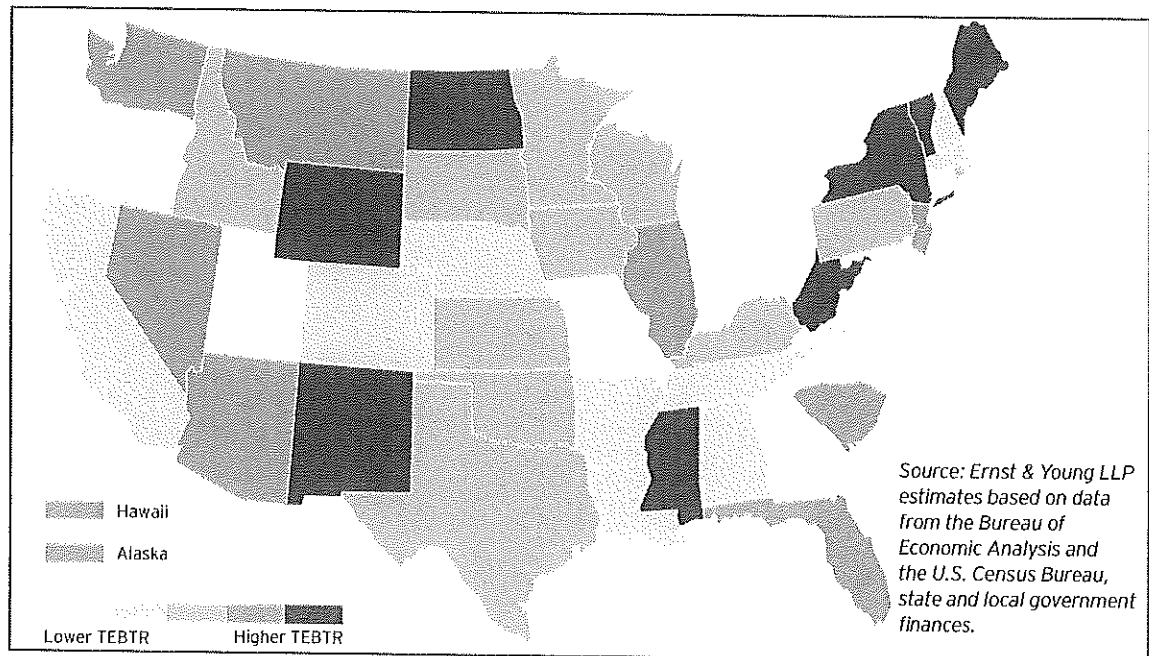 Hawaii
Alaska
Lower TEBTR
Higher TEBTR
Source: Ernst & Young LLP
estimates based on data
from the Bureau of
Economic Analysis and
the U.S. Census Bureau,
state and local government
finances.